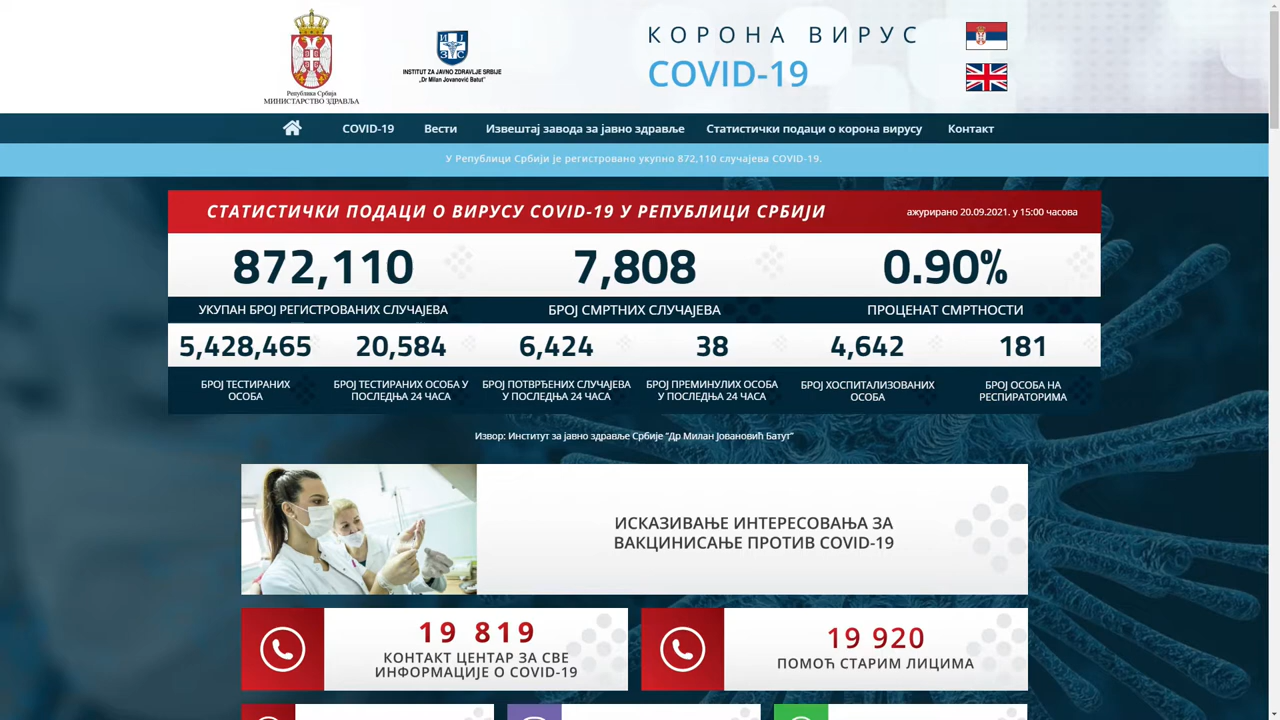 Република Србија
МИНИСТАРСТВО ЗДРАВЉА
И Ј
З С
INSTITUT ZA JAVNO ZDRAVLJE SRBIJE
„Dr Milan Jovanović Batut"
КОРОНА ВИРУС
COVID-19
COVID-19 Вести Извештај завода за јавно здравље Статистички подаци о корона вирусу Контакт
У Републици Србији је регистровано укупно 872,110 случајева COVID-19.
СТАТИСТИЧКИ ПОДАЦИ О ВИРУСУ COVID-19 У РЕПУБЛИЦИ СРБИЈИ
ажурирано 20.09.2021. у 15:00 часова
872,110 7,808 0.90%
УКУПАН БРОЈ РЕГИСТРОВАНИХ СЛУЧАЈЕВА БРОЈ СМРТНИХ СЛУЧАЈЕВА ПРОЦЕНАТ СМРТНОСТИ
5,428,465 20,584 6,424 38 4,642 181
БРОЈ ТЕСТИРАНИХ
ОСОБА
БРОЈ ТЕСТИРАНИХ ОСОБА У
ПОСЛЕДЊА 24 ЧАСА
БРОЈ ПОТВРЂЕНИХ СЛУЧАЈЕВА
У ПОСЛЕДЊА 24 ЧАСА
БРОЈ ПРЕМИНУЛИХ ОСОБА
У ПОСЛЕДЊА 24 ЧАСА
БРОЈ ХОСПИТАЛИЗОВАНИХ
ОСОБА
БРОЈ ОСОБА НА
РЕСПИРАТОРИМА
Извор: Институт за јавно здравље Србије "Др Милан Јовановић Батут"
ИСКАЗИВАЊЕ ИНТЕРЕСОВАЊА ЗА
ВАКЦИНИСАЊЕ ПРОТИВ COVID-19
19 819
КОНТАКТ ЦЕНТАР ЗА СВЕ
ИНФОРМАЦИЈЕ О COVID-19
19 920
ПОМОЋ СТАРИМ ЛИЦИМА